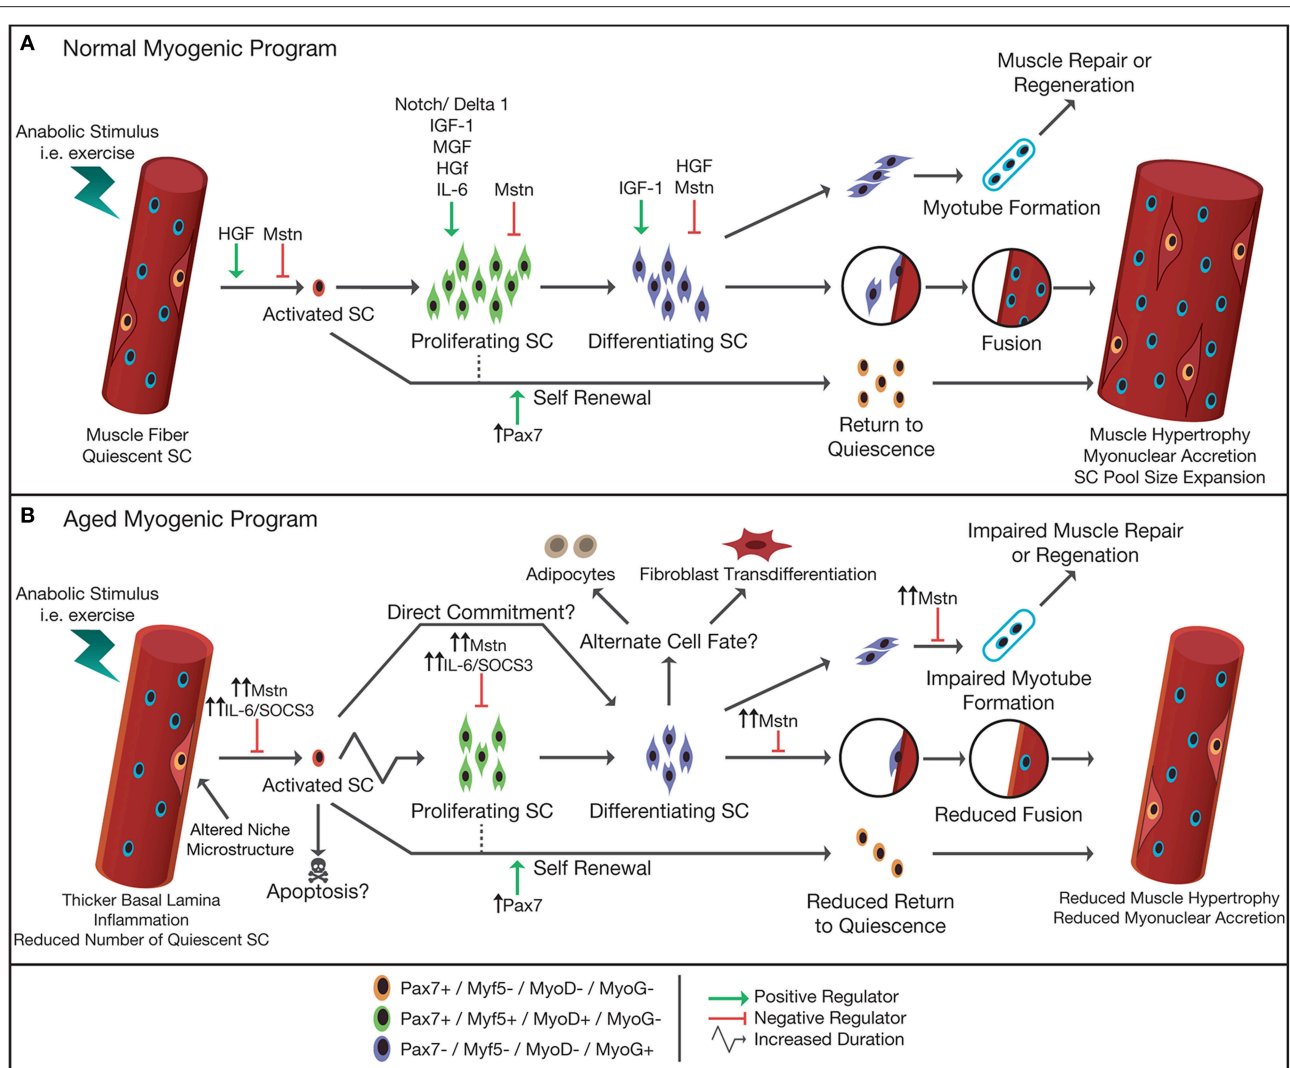 A Normal Myogenic Program
Anabolic Stimulus
i.e. exercise
HGF Mstn
Activated SC
Muscle Fiber
Quiescent SC
Notch/ Delta 1
IGF-1
MGF
HGf
IL-6 Mstn
Proliferating SC
IGF-1
HGF
Mstn
Differentiating SC
Self Renewal
↑Pax7
Muscle Repair or
Regeneration
Myotube Formation
Fusion
Return to
Quiescence
Muscle Hypertrophy
Myonuclear Accretion
SC Pool Size Expansion
B Aged Myogenic Program
Anabolic Stimulus
i.e. exercise
↑↑Mstn
↑↑IL-6/SOCS3
Activated SC
Altered Niche
Microstructure
Apoptosis?
Thicker Basal Lamina
Inflammation
Reduced Number of Quiescent SC
Direct Commitment?
↑↑Mstn
↑↑IL-6/SOCS3
Proliferating SC
Adipocytes
Fibroblast Transdifferentiation
Alternate Cell Fate?
Differentiating SC
Self Renewal
↑Pax7
↑↑Mstn
↑↑Mstn
Impaired Muscle Repair
or Regenation
Impaired Myotube
Formation
Reduced Fusion
Reduced Return
to Quiescence
Reduced Muscle Hypertrophy
Reduced Myonuclear Accretion
Pax7+ / Myf5- / MyoD- / MyoG-
Pax7+ / Myf5+ / MyoD+ / MyoG-
Pax7- / Myf5- / MyoD- / MyoG+
Positive Regulator
Negative Regulator
Increased Duration